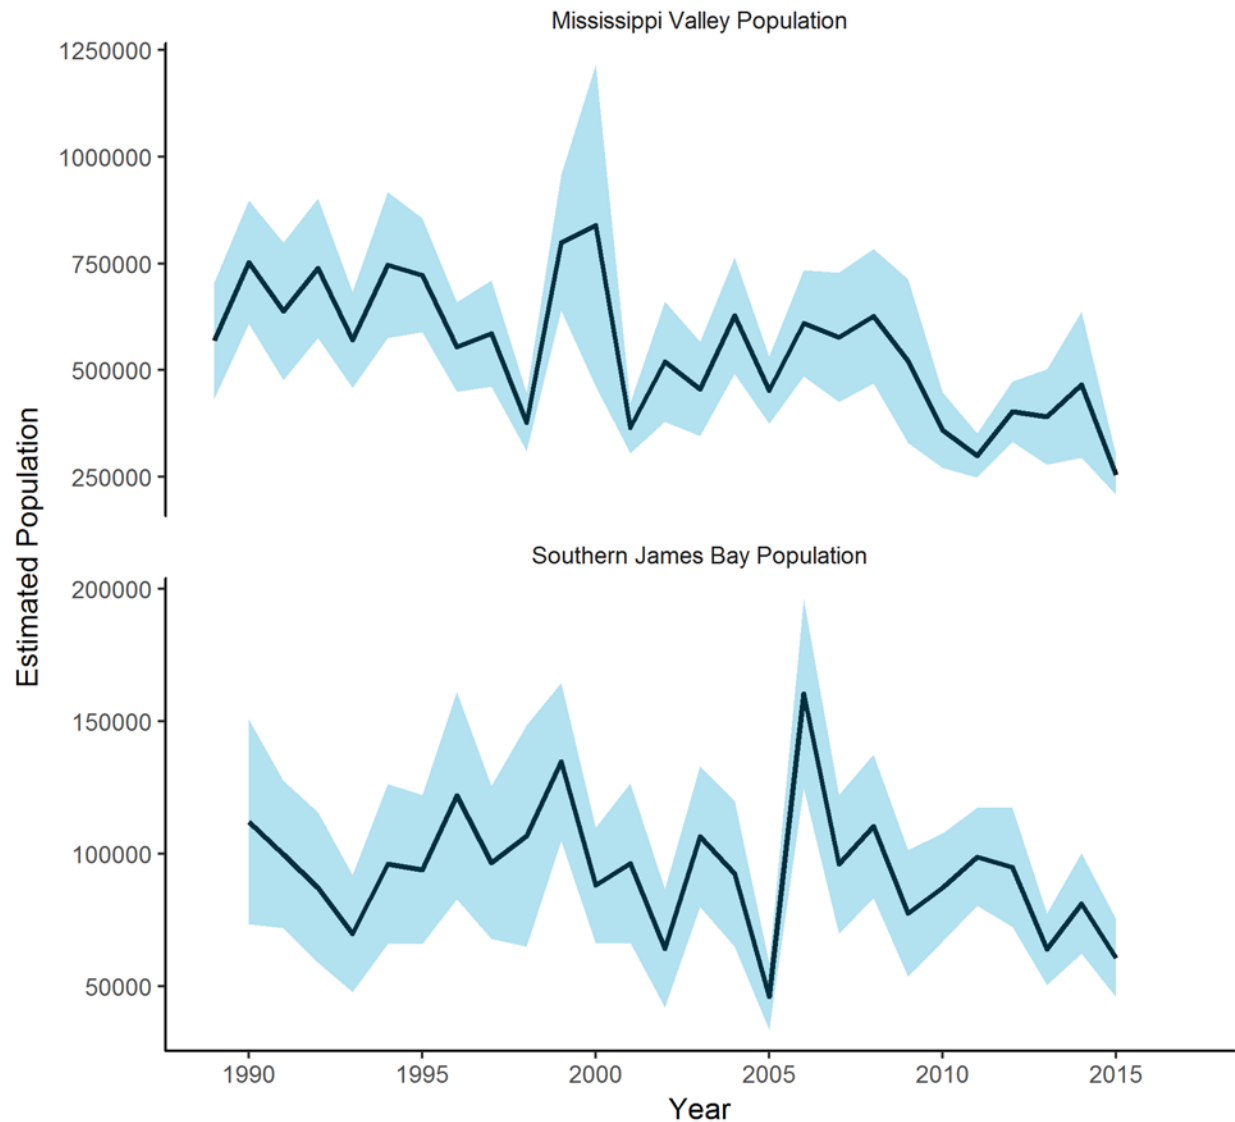 Mississippi Valley Population
1250000
1000000
750000
500000
250000
Estimated Population
Southern James Bay Population
200000
150000
100000
50000
1990 1995 2000 2005 2010 2015
Year